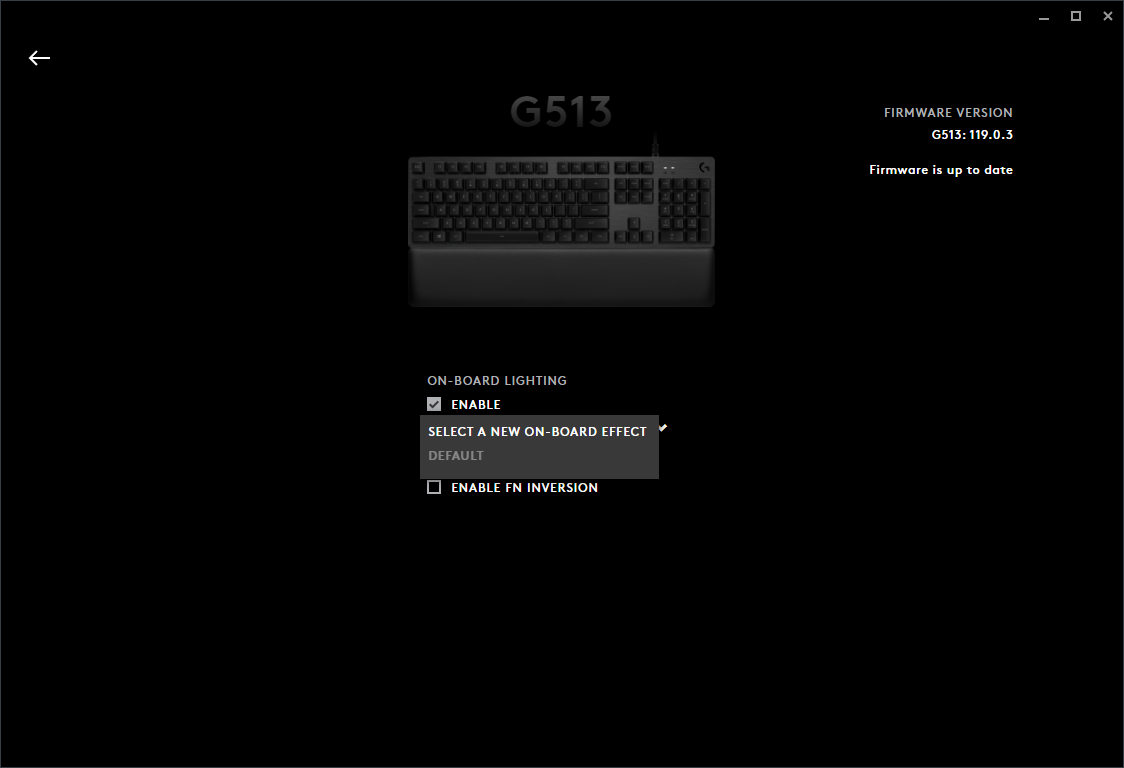 G513
FIRMWARE VERSION
G513: 119.0.3
Firmware is up to date
ON-BOARD LIGHTING
ENABLE
SELECT A NEW ON-BOARD EFFECT
DEFAULT
ENABLE FN INVERSION